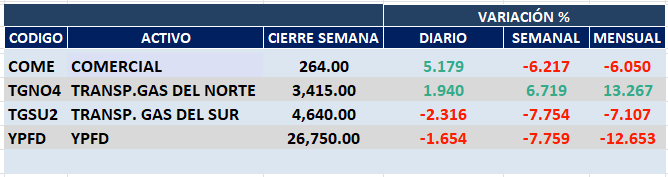 VARIACIÓN %
CODIGO ACTIVO CIERRE SEMANA DIARIO SEMANAL MENSUAL
COME COMERCIAL 264.00 5.179 -6.217 -6.050
TGNO4 TRANSP.GAS DEL NORTE 3,415.00 1.940 6.719 13.267
TGSU2 TRANSP. GAS DEL SUR 4,640.00 -2.316 -7.754 -7.107
YPFD YPFD 26,750.00 -1.654 -7.759 -12.653